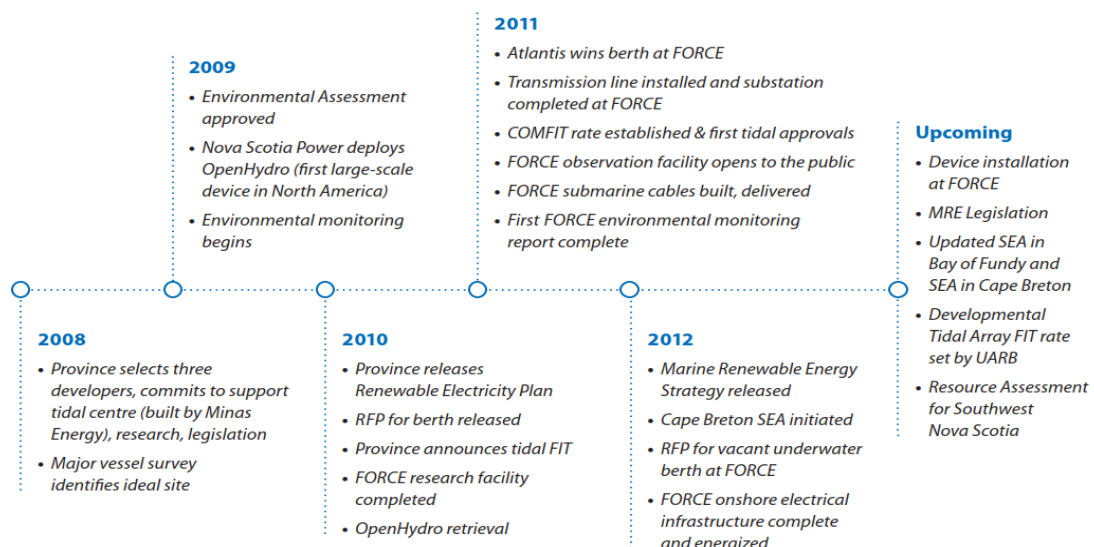 2008
• Province selects three
developers, commits to support
tidal centre (built by Minas
Energy), research, legislation
• Major vessel survey
identifies ideal site
2009
• Environmental Assessment
approved
• Nova Scotia Power deploys
OpenHydro (first large-scale
device in North America)
• Environmental monitoring
begins
2010
• Province releases
Renewable Electricity Plan
• RFP for berth released
• Province announces tidal FIT
• FORCE research facility
completed
• OpenHydro retrieval
2011
• Atlantis wins berth at FORCE
• Transmission line installed and substation
completed at FORCE
• COMFIT rate established & first tidal approvals
• FORCE observation facility opens to the public
• FORCE submarine cables built, delivered
• First FORCE environmental monitoring
report complete
2012
• Marine Renewable Energy
Strategy released
• Cape Breton SEA initiated
• RFP for vacant underwater
berth at FORCE
• FORCE onshore electrical
infrastructure complete
and energized
Upcoming
• Device installation
at FORCE
• MRE Legislation
• Updated SEA in
Bay of Fundy and
SEA in Cape Breton
• Developmental
Tidal Array FIT rate
set by UARB
• Resource Assessment
for Southwest
Nova Scotia